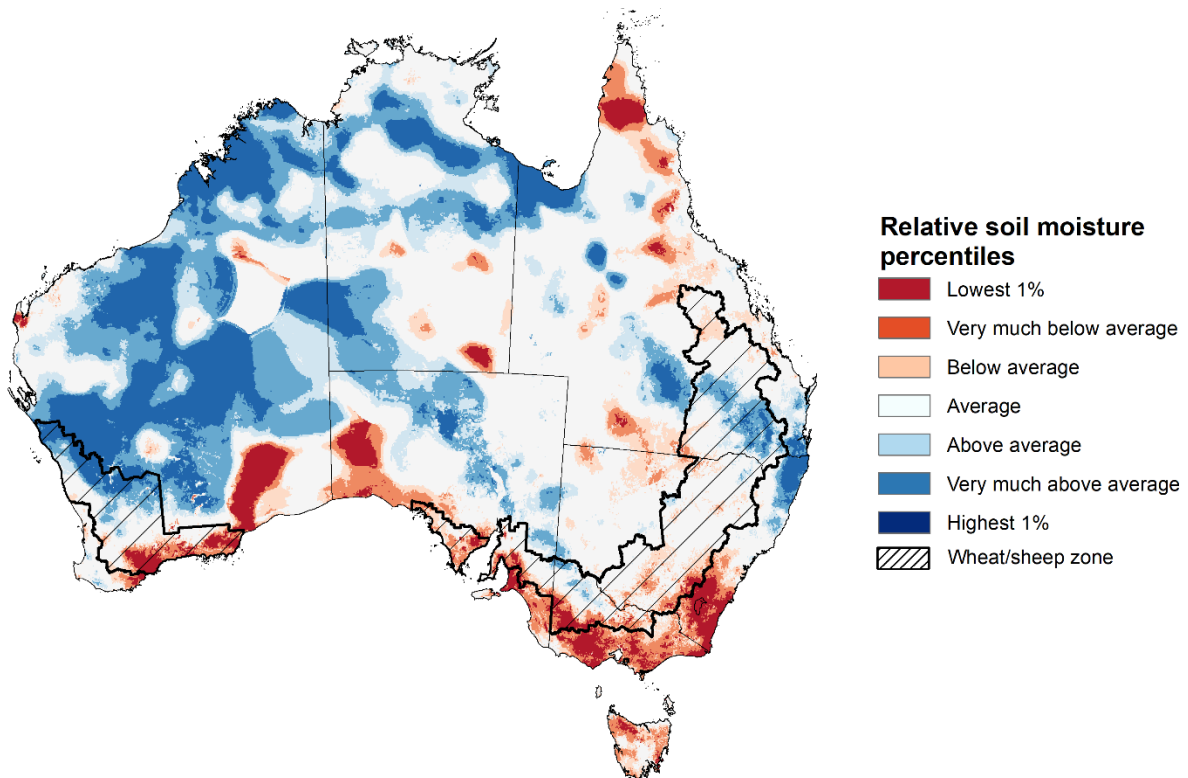 Relative soil moisture
percentiles
Lowest 1%
Very much below average
Below average
Average
Above average
Very much above average
Highest 1%
Wheat/sheep zone